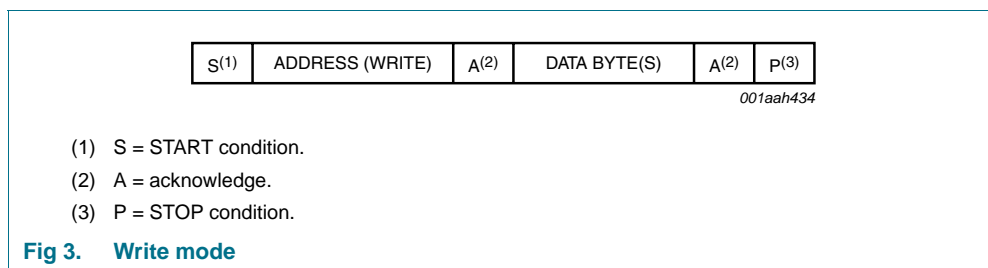 S(1) ADDRESS (WRITE) A(2) DATA BYTE(S) A(2) P(3)
001aah434
(1) S = START condition.
(2) A = acknowledge.
(3) P = STOP condition.
Fig 3. Write mode